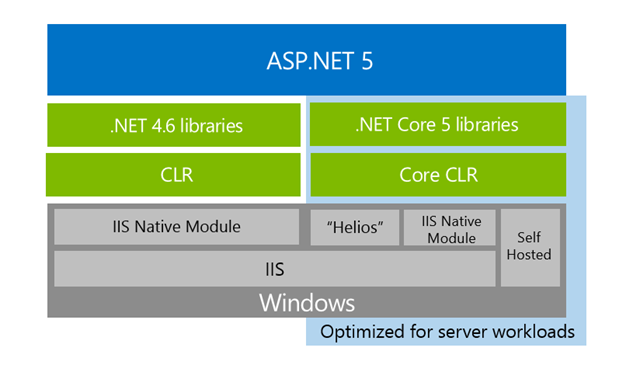 ASP.NET 5
.NET 4.6 libraries
.NET Core 5 libraries
CLR
Core CLR
IIS Native Module
"Helios"
IIS Native
Module
Self
Hosted
IIS
Windows
Optimized for server workloads